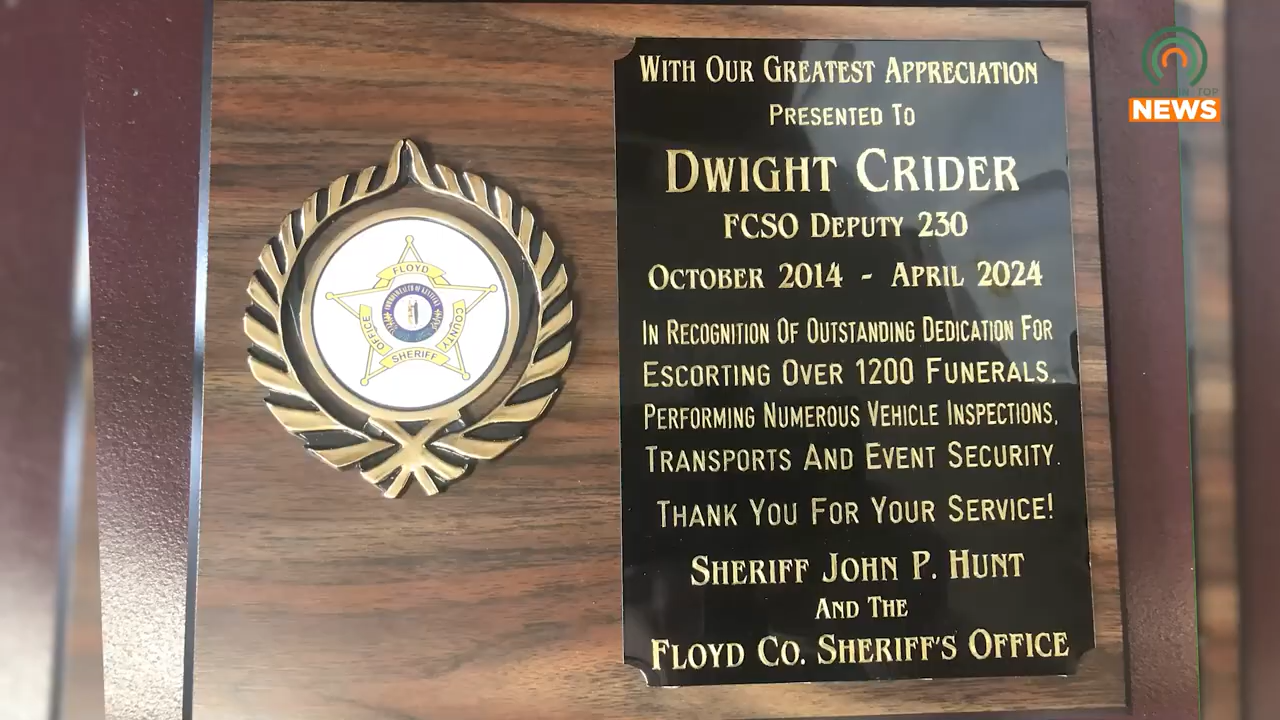 NEWS
WITH OUR GREATEST APPRECIATION
PRESENTED TO
DWIGHT CRIDER
FCSO DEPUTY 230
OCTOBER 2014 - APRIL 2024
IN RECOGNITION OF OUTSTANDING DEDICATION FOR
ESCORTING OVER 1200 FUNERALS,
PERFORMING NUMEROUS VEHICLE INSPECTIONS,
TRANSPORTS AND EVENT SECURITY.
THANK YOU FOR YOUR SERVICE!
SHERIFF JOHN P. HUNT
AND THE
FLOYD CO. SHERIFF'S OFFICE
FLOYD
COUNTY
SHERIFF
OFFICE
TOP